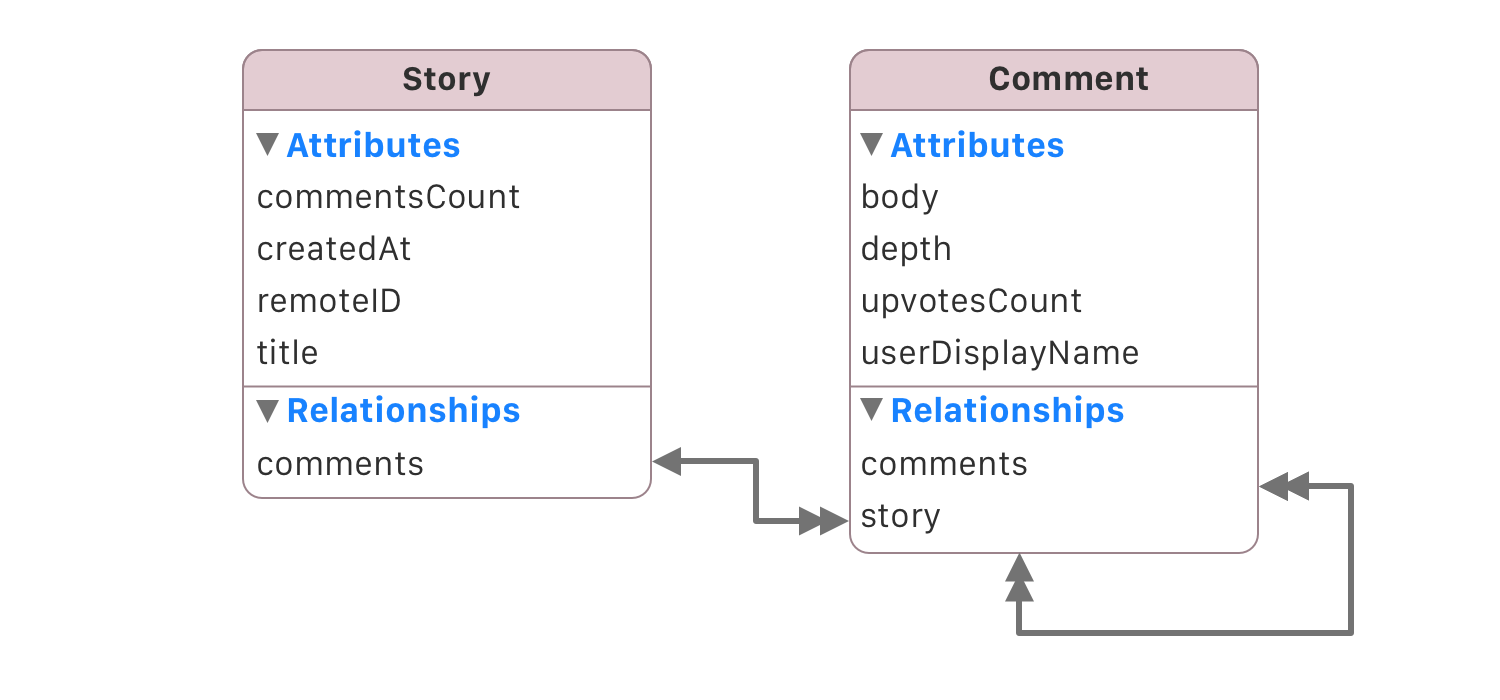 Story
Attributes
commentsCount
createdAt
remoteID
title
Relationships
comments
Comment
Attributes
body
depth
upvotesCount
userDisplayName
Relationships
comments
story